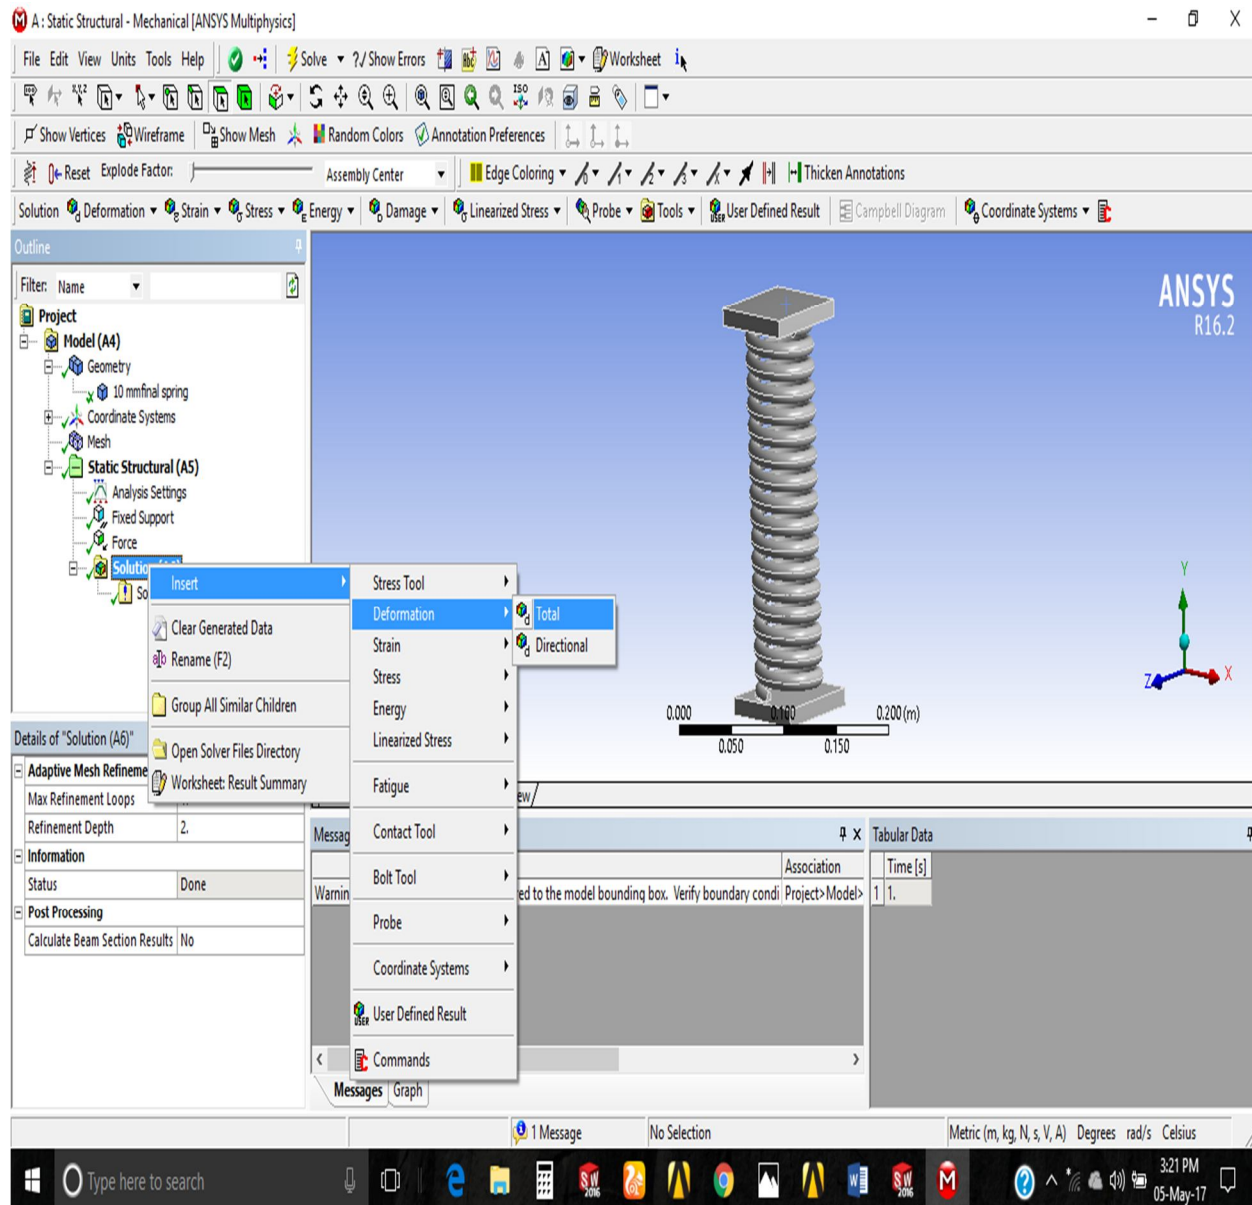 A : Static Structural - Mechanical [ANSYS Multiphysics]
File Edit View Units Tools Help Solve ?/ Show Errors Worksheet
Show Vertices Wireframe Show Mesh Random Colors Annotation Preferences
Reset Explode Factor: Assembly Center Edge Coloring Thicken Annotations
Solution Deformation Strain Stress Energy Damage Linearized Stress Probe Tools User Defined Result Campbell Diagram Coordinate Systems
Outline
Filter: Name
Project
Model (A4)
Geometry
10 mmfinal spring
Coordinate Systems
Mesh
Static Structural (A5)
Analysis Settings
Fixed Support
Force
Solution
So
Insert
Clear Generated Data
Rename (F2)
Group All Similar Children
Open Solver Files Directory
Worksheet: Result Summary
Stress Tool
Deformation
Strain
Stress
Energy
Linearized Stress
Fatigue
Contact Tool
Bolt Tool
Probe
Coordinate Systems
User Defined Result
Commands
Total
Directional
ANSYS
R16.2
Y
Z X
0.000 0.100 0.200 (m)
0.050 0.150
Details of "Solution (A6)"
Adaptive Mesh Refineme
Max Refinement Loops
Refinement Depth 2.
Information
Status Done
Post Processing
Calculate Beam Section Results No
ew
Messag
Association
Warnin ed to the model bounding box. Verify boundary condi Project>Model>
Tabular Data
Time [s]
1 1.
Messages Graph
1 Message No Selection Metric (m, kg, N, s, V, A) Degrees rad/s Celsius
Type here to search
3:21 PM
05-May-17